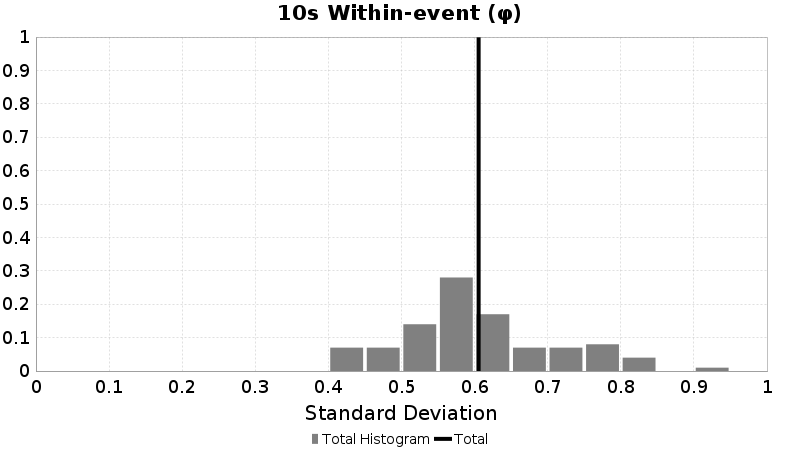 10s Within-event (φ)
1
0.9
0.8
0.7
0.6
0.5
0.4
0.3
0.2
0.1
0
0 0.1 0.2 0.3 0.4 0.5 0.6 0.7 0.8 0.9 1
Standard Deviation
Total Histogram Total